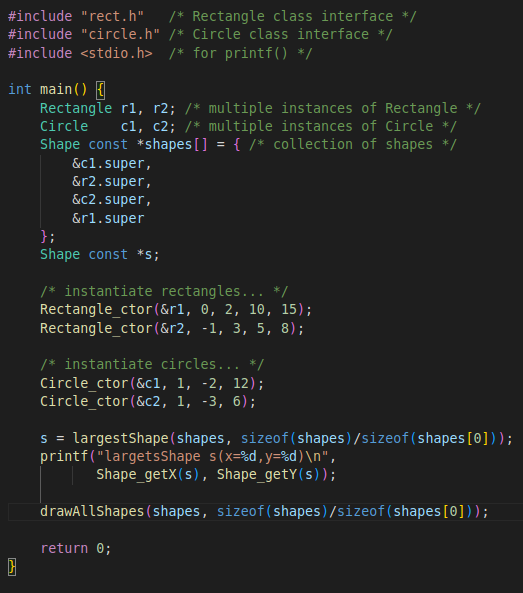 #include "rect.h"   /* Rectangle class interface */
#include "circle.h" /* Circle class interface */
#include <stdio.h>  /* for printf() */

int main() {
    Rectangle r1, r2; /* multiple instances of Rectangle */
    Circle    c1, c2; /* multiple instances of Circle */
    Shape const *shapes[] = { /* collection of shapes */
        &c1.super,
        &r2.super,
        &c2.super,
        &r1.super
    };
    Shape const *s;

    /* instantiate rectangles... */
    Rectangle_ctor(&r1, 0, 2, 10, 15);
    Rectangle_ctor(&r2, -1, 3, 5, 8);

    /* instantiate circles... */
    Circle_ctor(&c1, 1, -2, 12);
    Circle_ctor(&c2, 1, -3, 6);

    s = largestShape(shapes, sizeof(shapes)/sizeof(shapes[0]));
    printf("largetsShape s(x=%d,y=%d)\n",
           Shape_getX(s), Shape_getY(s));

    drawAllShapes(shapes, sizeof(shapes)/sizeof(shapes[0]));

    return 0;
}